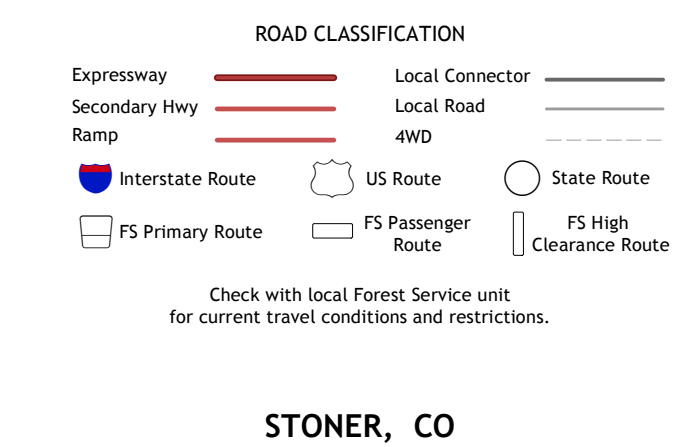 ROAD CLASSIFICATION
Expressway
Local Connector
Secondary Hwy
Local Road
Ramp
4WD
Interstate Route
US Route
State Route
FS Primary Route
FS Passenger
Route
FS High
Clearance Route
Check with local Forest Service unit
for current travel conditions and restrictions.
STONER, CO